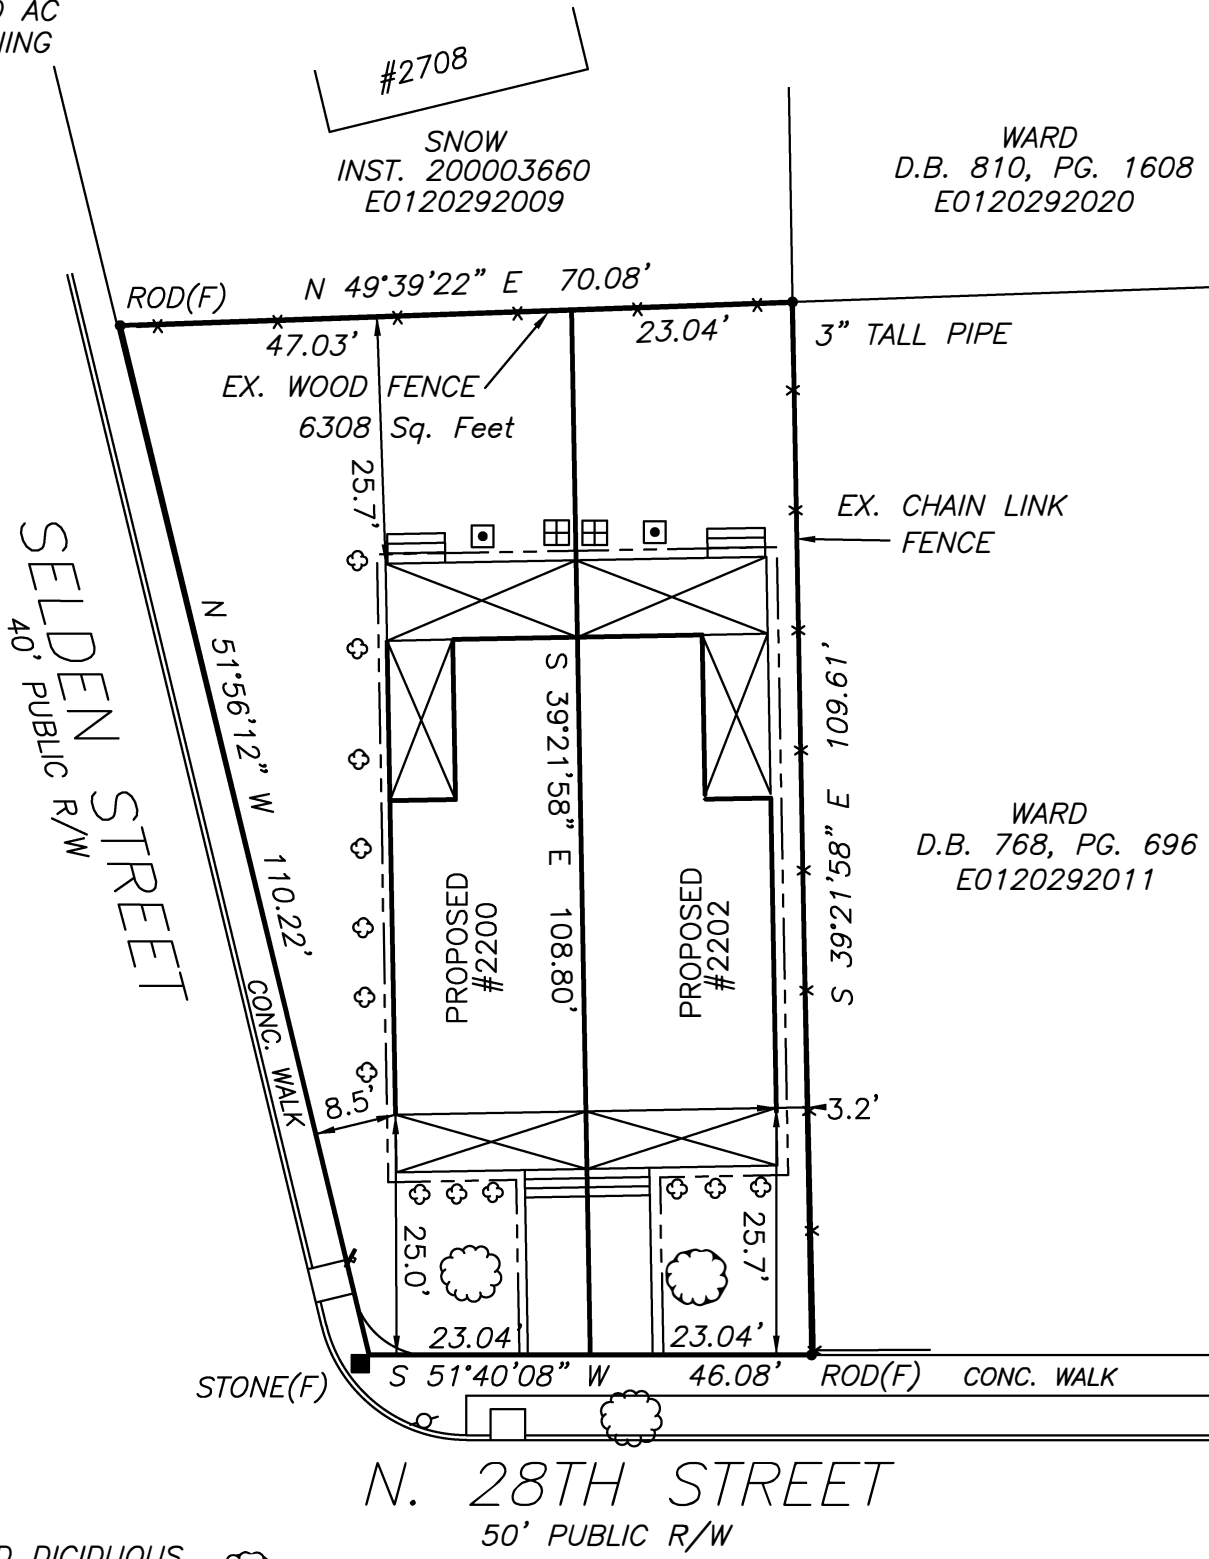 AC
#2708
SNOW
INST. 200003660
E0120292009
WARD
D.B. 810, PG. 1608
E0120292020
ROD(F)
N 49°39'22" E 70.08'
47.03'
23.04'
3" TALL PIPE
EX. WOOD FENCE
6308 Sq. Feet
25.7'
EX. CHAIN LINK
FENCE
SELDEN STREET
40' PUBLIC R/W
N 51°56'12" W 110.22'
CONC. WALK
S 39°21'58" E 108.80'
S 39°21'58" E 109.61'
WARD
D.B. 768, PG. 696
E0120292011
PROPOSED
#2200
PROPOSED
#2202
8.5'
3.2'
25.0'
25.7'
23.04'
23.04'
STONE(F)
S 51°40'08" W 46.08'
ROD(F)
CONC. WALK
N. 28TH STREET
50' PUBLIC R/W
DICIDUOUS